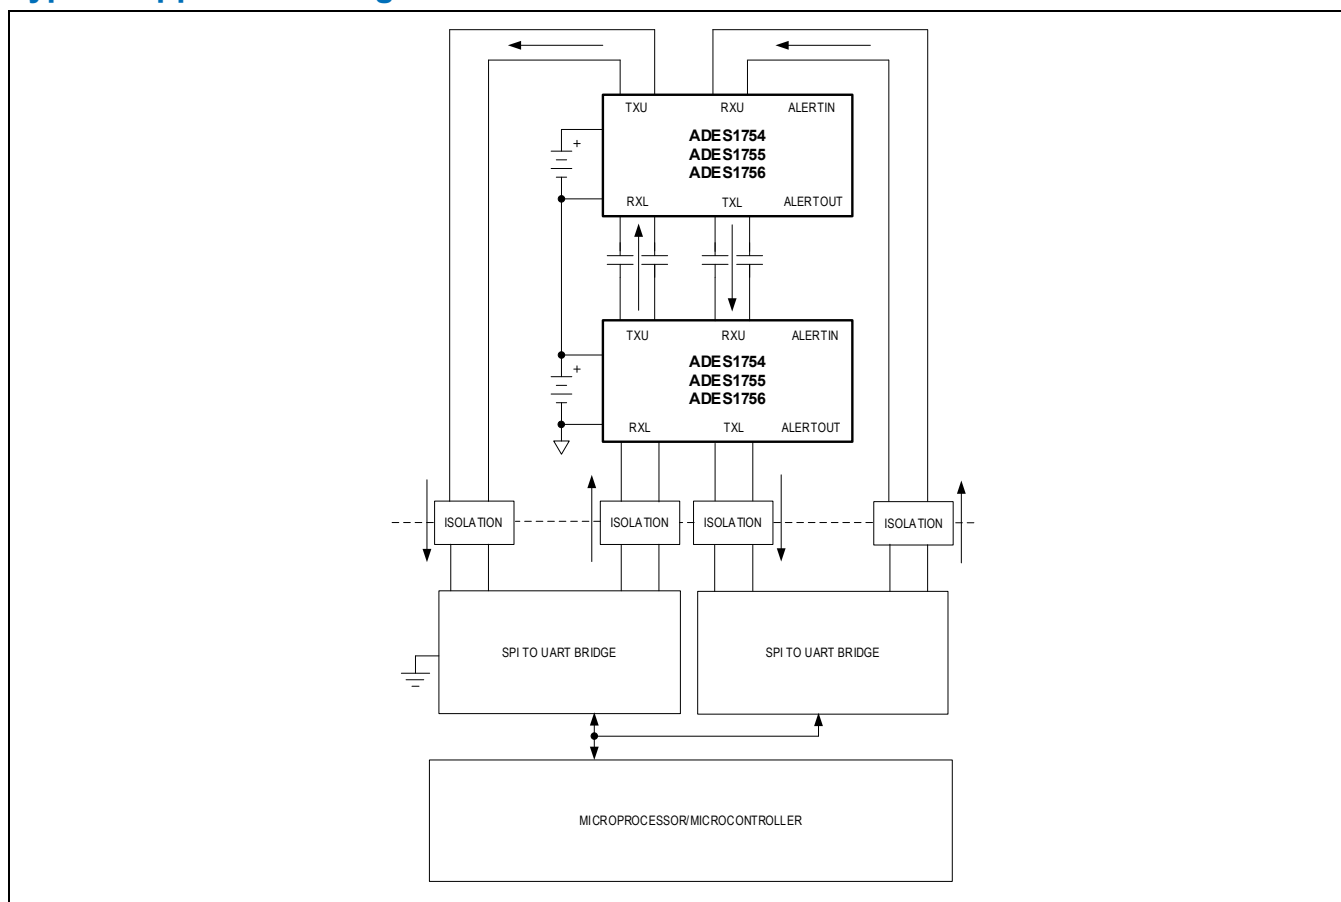 TXU RXU ALERTIN
ADES1754
ADES1755
ADES1756
+
RXL TXL ALERTOUT
TXU RXU ALERTIN
ADES1754
ADES1755
ADES1756
+
RXL TXL ALERTOUT
ISOLATION ISOLATION ISOLATION ISOLATION
SPI TO UART BRIDGE SPI TO UART BRIDGE
MICROPROCESSOR/MICROCONTROLLER